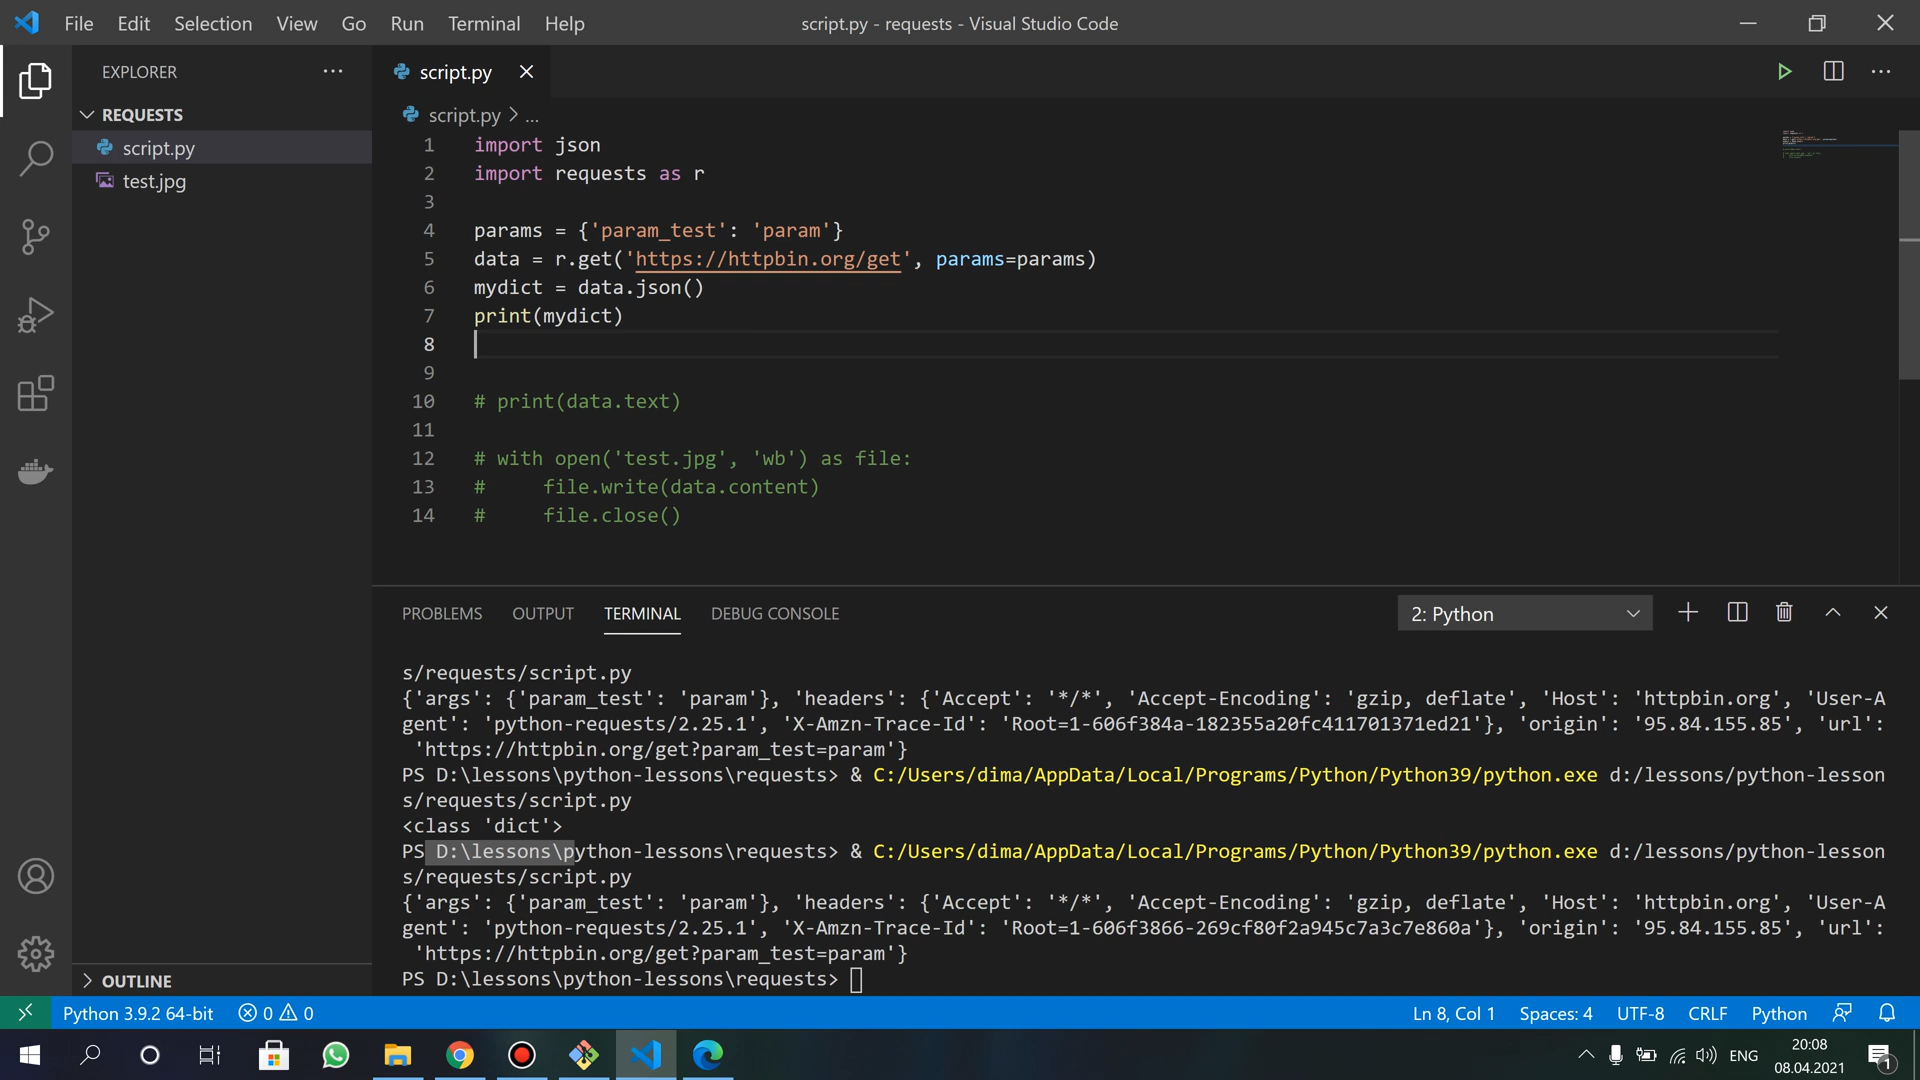 File Edit Selection View Go Run Terminal Help
script.py - requests - Visual Studio Code
EXPLORER
REQUESTS
script.py
test.jpg
OUTLINE
script.py
script.py > ...
1 import json
2 import requests as r
3
4 params = {'param_test': 'param'}
5 data = r.get('https://httpbin.org/get', params=params)
6 mydict = data.json()
7 print(mydict)
8
9
10 # print(data.text)
11
12 # with open('test.jpg', 'wb') as file:
13 #     file.write(data.content)
14 #     file.close()
PROBLEMS OUTPUT TERMINAL DEBUG CONSOLE
2: Python
s/requests/script.py
{'args': {'param_test': 'param'}, 'headers': {'Accept': '*/*', 'Accept-Encoding': 'gzip, deflate', 'Host': 'httpbin.org', 'User-A
gent': 'python-requests/2.25.1', 'X-Amzn-Trace-Id': 'Root=1-606f384a-182355a20fc411701371ed21'}, 'origin': '95.84.155.85', 'url':
 'https://httpbin.org/get?param_test=param'}
PS D:\lessons\python-lessons\requests> & C:/Users/dima/AppData/Local/Programs/Python/Python39/python.exe d:/lessons/python-lesson
s/requests/script.py
<class 'dict'>
PS D:\lessons\python-lessons\requests> & C:/Users/dima/AppData/Local/Programs/Python/Python39/python.exe d:/lessons/python-lesson
s/requests/script.py
{'args': {'param_test': 'param'}, 'headers': {'Accept': '*/*', 'Accept-Encoding': 'gzip, deflate', 'Host': 'httpbin.org', 'User-A
gent': 'python-requests/2.25.1', 'X-Amzn-Trace-Id': 'Root=1-606f3866-269cf80f2a945c7a3c7e860a'}, 'origin': '95.84.155.85', 'url':
 'https://httpbin.org/get?param_test=param'}
PS D:\lessons\python-lessons\requests>
Python 3.9.2 64-bit 0 0
Ln 8, Col 1 Spaces: 4 UTF-8 CRLF Python
ENG
20:08
08.04.2021
1